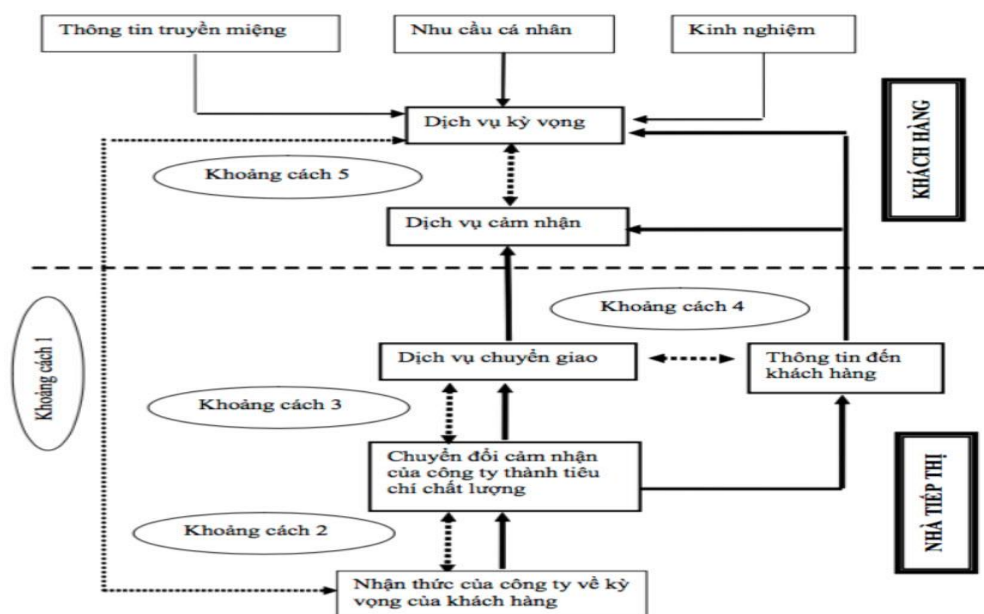 Thông tin truyền miệng
Nhu cầu cá nhân
Kinh nghiệm
Dịch vụ kỳ vọng
KHÁCH HÀNG
Khoảng cách 5
Dịch vụ cảm nhận
Khoảng cách 4
Khoảng cách 1
Dịch vụ chuyển giao
Thông tin đến
khách hàng
Khoảng cách 3
Chuyển đổi cảm nhận
của công ty thành tiêu
chí chất lượng
NHÀ TIẾP THỊ
Khoảng cách 2
Nhận thức của công ty về kỳ
vọng của khách hàng